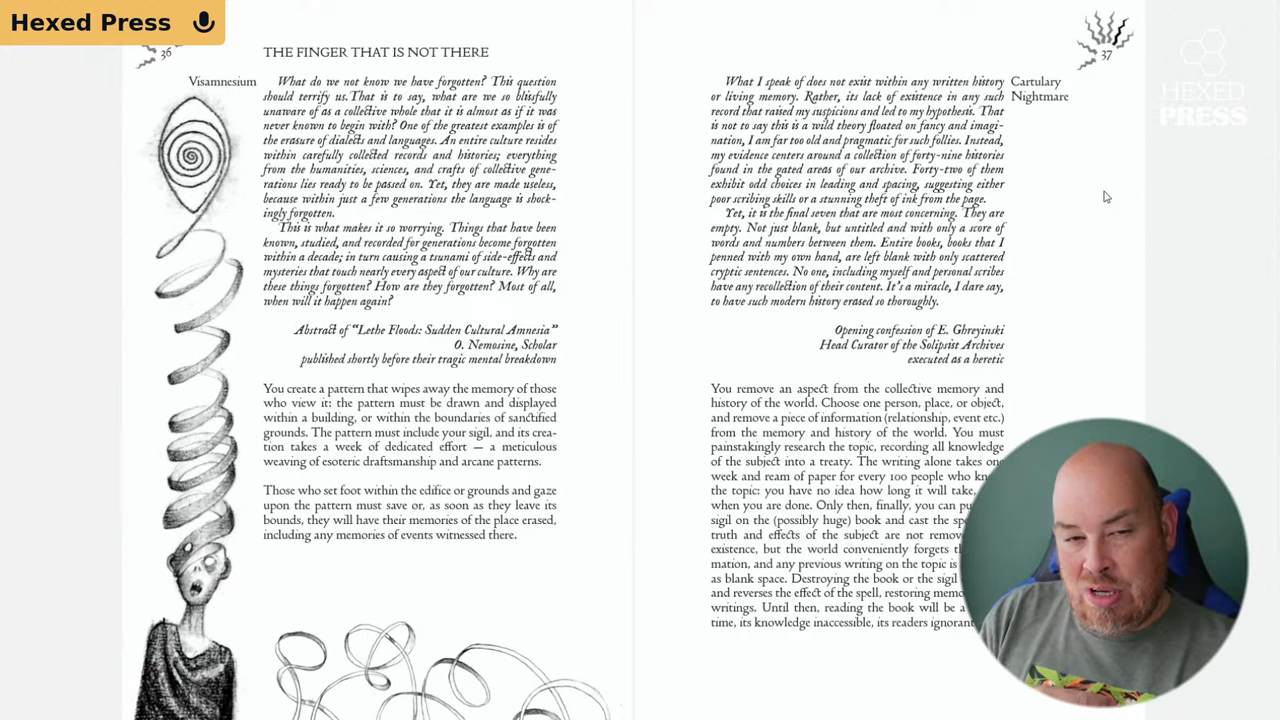 Hexed Press
36
THE FINGER THAT IS NOT THERE
Visamnesium
What do we not know we have forgotten? This question
should terrify us.That is to say, what are we so blissfully
unaware of as a collective whole that it is almost as if it was
never known to begin with? One of the greatest examples is of
the erasure of dialects and languages. An entire culture resides
within carefully collected records and histories; everything
from the humanities, sciences, and crafts of collective gene-
rations lies ready to be passed on. Yet, they are made useless,
because within just a few generations the language is shock-
ingly forgotten.
This is what makes it so worrying. Things that have been
known, studied, and recorded for generations become forgotten
within a decade; in turn causing a tsunami of side-effects and
mysteries that touch nearly every aspect of our culture. Why are
these things forgotten? How are they forgotten? Most of all,
when will it happen again?
Abstract of “Lethe Floods: Sudden Cultural Amnesia”
O. Nemosine, Scholar
published shortly before their tragic mental breakdown
You create a pattern that wipes away the memory of those
who view it: the pattern must be drawn and displayed
within a building, or within the boundaries of sanctified
grounds. The pattern must include your sigil, and its crea-
tion takes a week of dedicated effort — a meticulous
weaving of esoteric draftsmanship and arcane patterns.
Those who set foot within the edifice or grounds and gaze
upon the pattern must save or, as soon as they leave its
bounds, they will have their memories of the place erased,
including any memories of events witnessed there.
37
Cartulary
Nightmare
What I speak of does not exist within any written history
or living memory. Rather, its lack of existence in any such
record that raised my suspicions and led to my hypothesis. That
is not to say this is a wild theory floated on fancy and imagi-
nation, I am far too old and pragmatic for such follies. Instead,
my evidence centers around a collection of forty-nine histories
found in the gated areas of our archive. Forty-two of them
exhibit odd choices in leading and spacing, suggesting either
poor scribing skills or a stunning theft of ink from the page.
Yet, it is the final seven that are most concerning. They are
empty. Not just blank, but untitled and with only a score of
words and numbers between them. Entire books, books that I
penned with my own hand, are left blank with only scattered
cryptic sentences. No one, including myself and personal scribes
have any recollection of their content. It's a miracle, I dare say,
to have such modern history erased so thoroughly.
Opening confession of E. Ghreyinski
Head Curator of the Solipsist Archives
executed as a heretic
You remove an aspect from the collective memory and
history of the world. Choose one person, place, or object,
and remove a piece of information (relationship, event etc.)
from the memory and history of the world. You must
painstakingly research the topic, recording all knowledge
of the subject into a treaty. The writing alone takes one
week and ream of paper for every 100 people who
the topic: you have no idea how long it will take,
when you are done. Only then, finally, you can
sigil on the (possibly huge) book and cast the
truth and effects of the subject are not
existence, but the world conveniently forgets
mation, and any previous writing on the topic is
as blank space. Destroying the book or the sigil
and reverses the effect of the spell, restoring
writings. Until then, reading the book will be a
time, its knowledge inaccessible, its readers ignorant
HEXED
PRESS